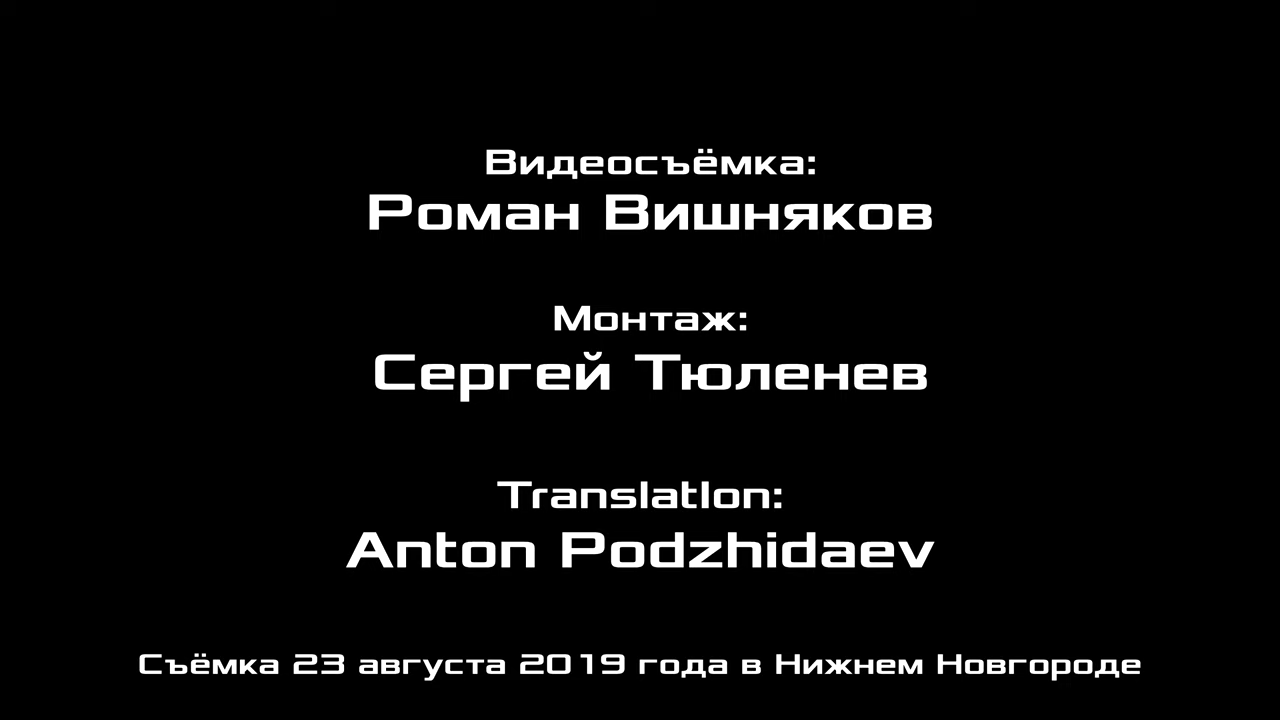 Видеосъёмка:
Роман Вишняков
Монтаж:
Сергей Тюленев
TranslatIon:
Anton Podzhidaev
Съёмка 23 августа 2019 года в Нижнем Новгороде